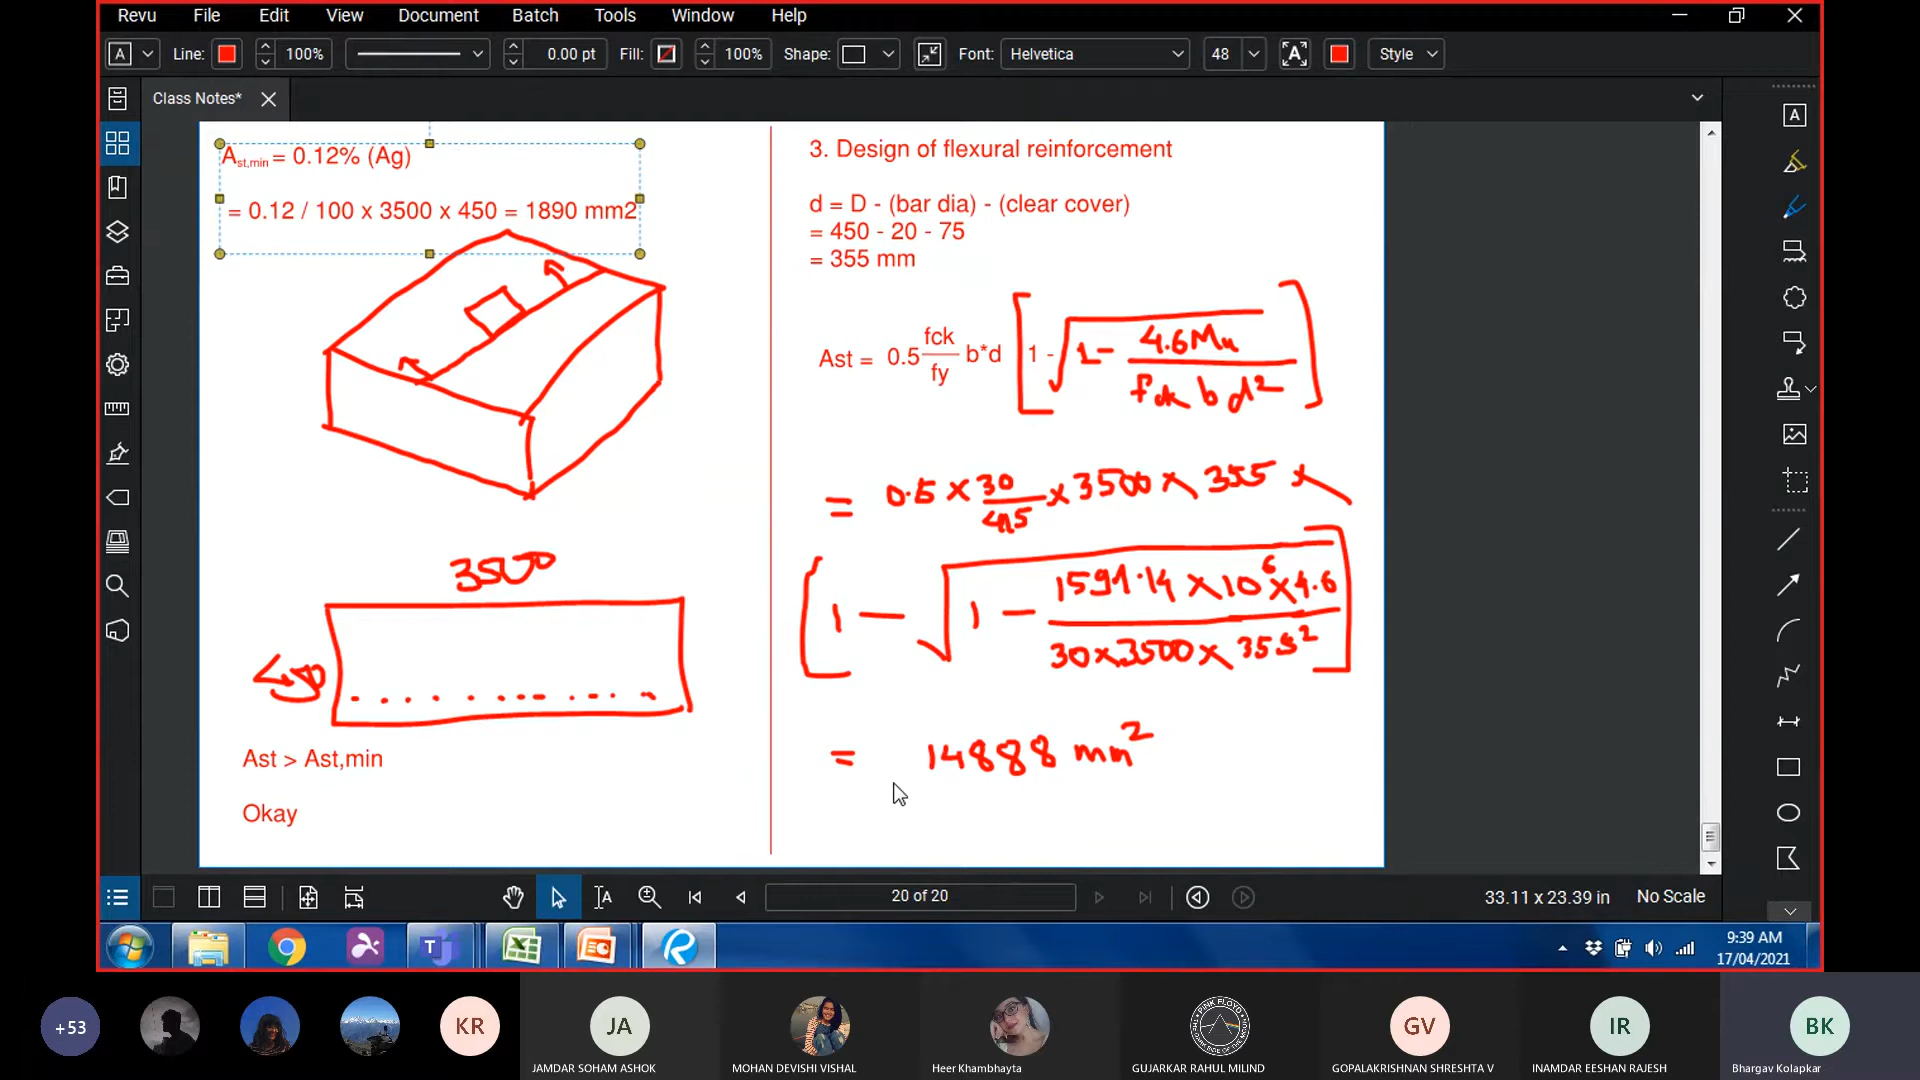 Revu File Edit View Document Batch Tools Window Help
A Line: 100% 0.00 pt Fill: 100% Shape: Font: Helvetica 48 A Style
Class Notes*
Ast,min = 0.12% (Ag)
= 0.12 / 100 x 3500 x 450 = 1890 mm2
3500
450
Ast > Ast,min
Okay
3. Design of flexural reinforcement
d = D - (bar dia) - (clear cover)
= 450 - 20 - 75
= 355 mm
Ast = 0.5 fck/fy b*d [1 - √(1 - 4.6Mu / fck b d²)]
= 0.5 × 30/415 × 3500 × 355 ×
[1 - √(1 - 1591.14 × 10⁶ × 4.6 / 30 × 3500 × 355²)]
= 14888 mm²
20 of 20
33.11 x 23.39 in No Scale
9:39 AM
17/04/2021
+53
KR
JA
GV
IR
BK
JAMDAR SOHAM ASHOK
MOHAN DEVISHI VISHAL
Heer Khambhayta
GUJARKAR RAHUL MILIND
GOPALAKRISHNAN SHRESHTA V
INAMDAR EESHAN RAJESH
Bhargav Kolapkar